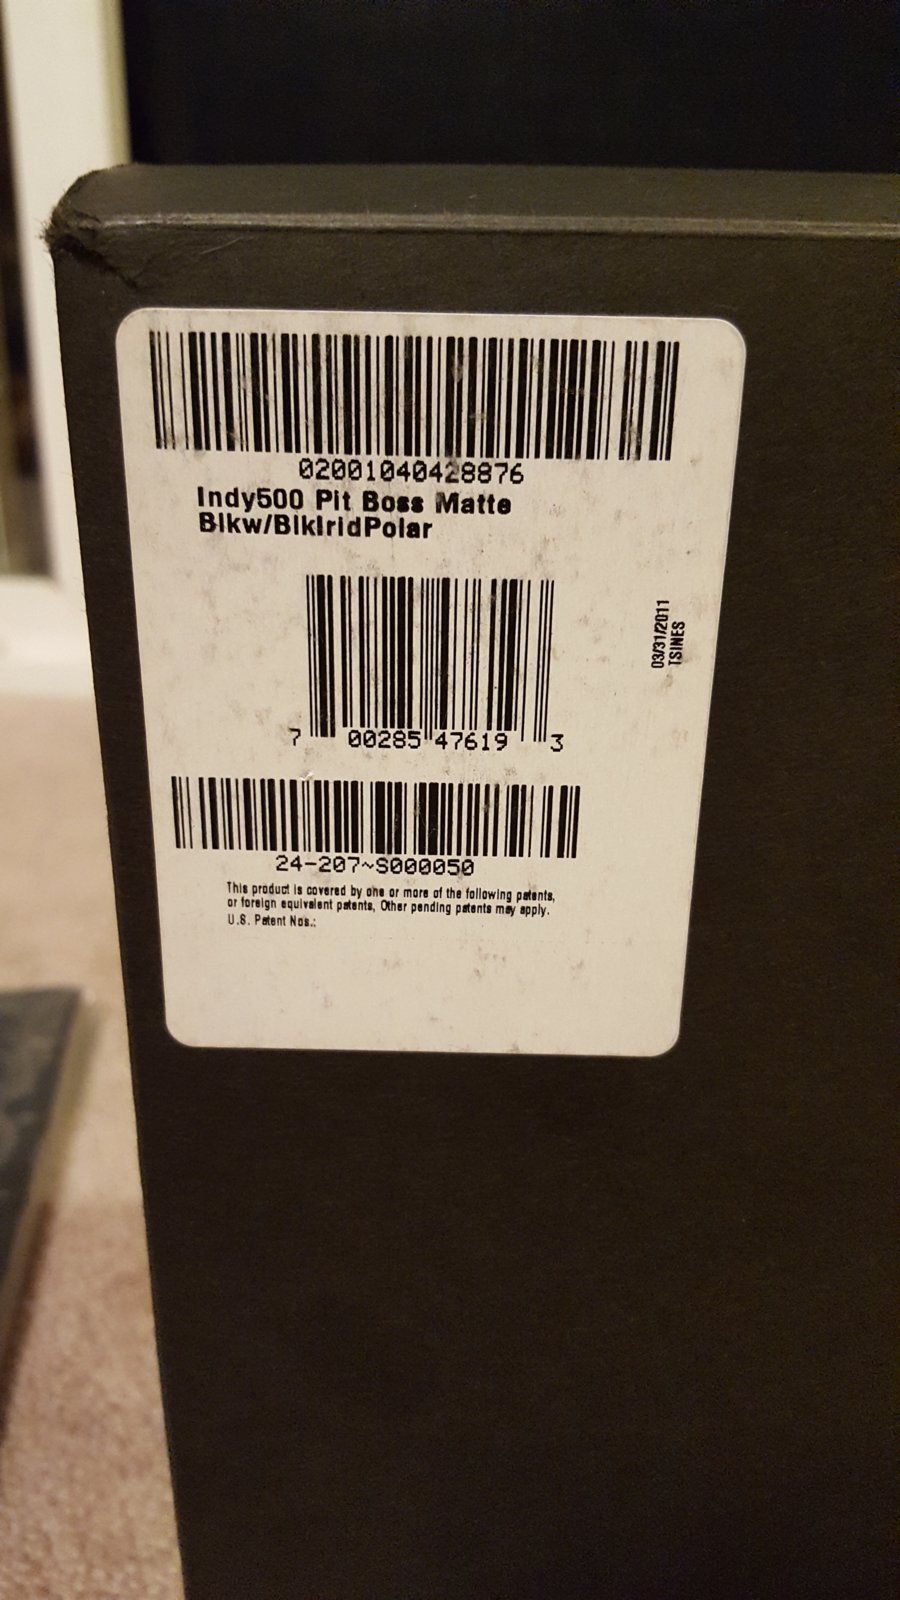 02001040428876
Indy500 Pit Boss Matte
Blkw/BlkIridPolar
03/31/2011
TSINES
7 00285 47619 3
24-207~S000050
This product is covered by one or more of the following patents,
or foreign equivalent patents, Other pending patents may apply.
U.S. Patent Nos.: